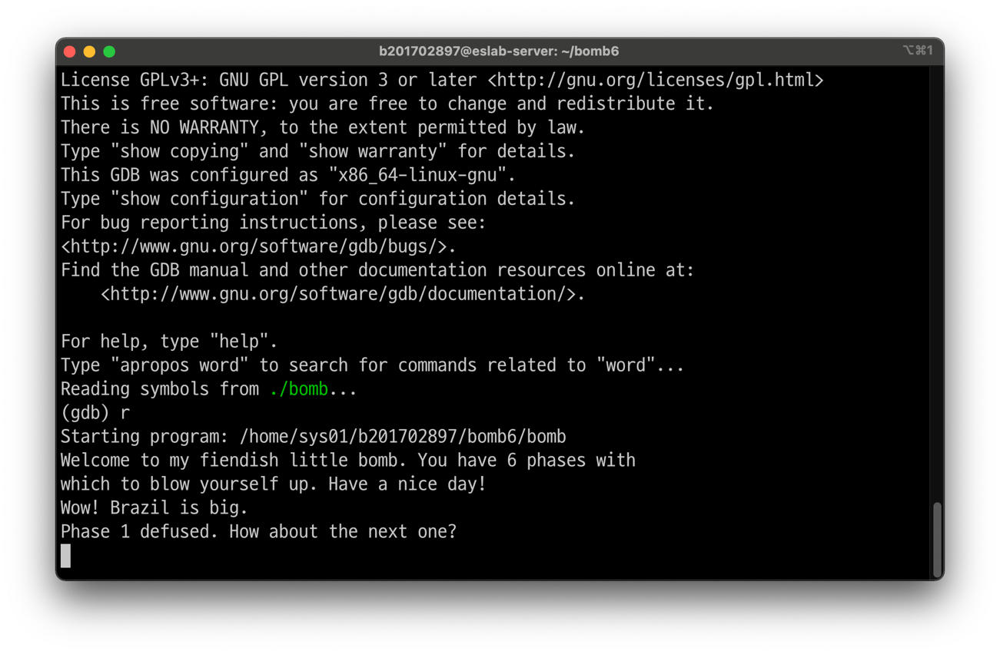 b201702897@eslab-server: ~/bomb6
⌥⌘1
License GPLv3+: GNU GPL version 3 or later <http://gnu.org/licenses/gpl.html>
This is free software: you are free to change and redistribute it.
There is NO WARRANTY, to the extent permitted by law.
Type "show copying" and "show warranty" for details.
This GDB was configured as "x86_64-linux-gnu".
Type "show configuration" for configuration details.
For bug reporting instructions, please see:
<http://www.gnu.org/software/gdb/bugs/>.
Find the GDB manual and other documentation resources online at:
    <http://www.gnu.org/software/gdb/documentation/>.

For help, type "help".
Type "apropos word" to search for commands related to "word"...
Reading symbols from ./bomb...
(gdb) r
Starting program: /home/sys01/b201702897/bomb6/bomb
Welcome to my fiendish little bomb. You have 6 phases with
which to blow yourself up. Have a nice day!
Wow! Brazil is big.
Phase 1 defused. How about the next one?